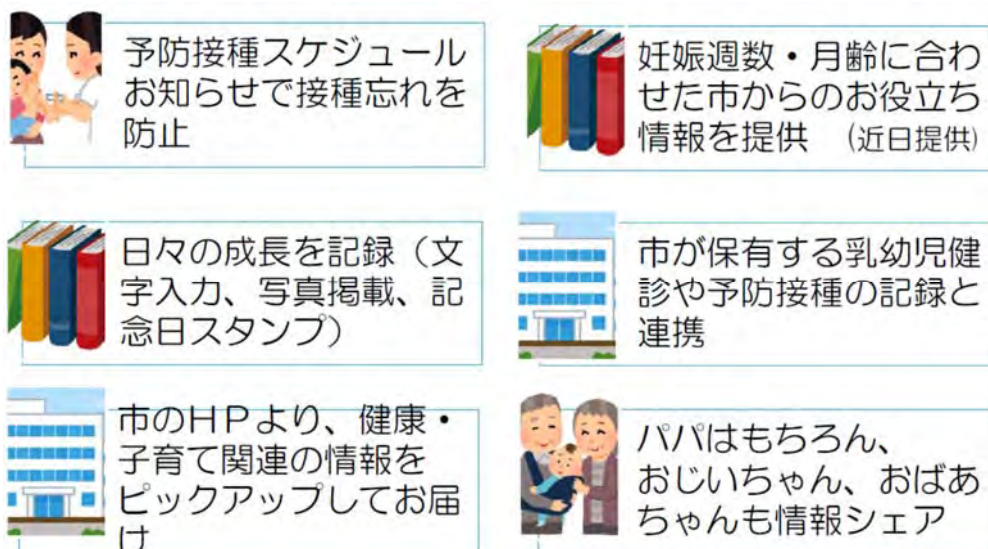 予防接種スケジュール
お知らせで接種忘れを
防止
妊娠週数・月齢に合わ
せた市からのお役立ち
情報を提供　(近日提供)
日々の成長を記録（文
字入力、写真掲載、記
念日スタンプ）
市が保有する乳幼児健
診や予防接種の記録と
連携
市のＨＰより、健康・
子育て関連の情報を
ピックアップしてお届
け
パパはもちろん、
おじいちゃん、おばあ
ちゃんも情報シェア